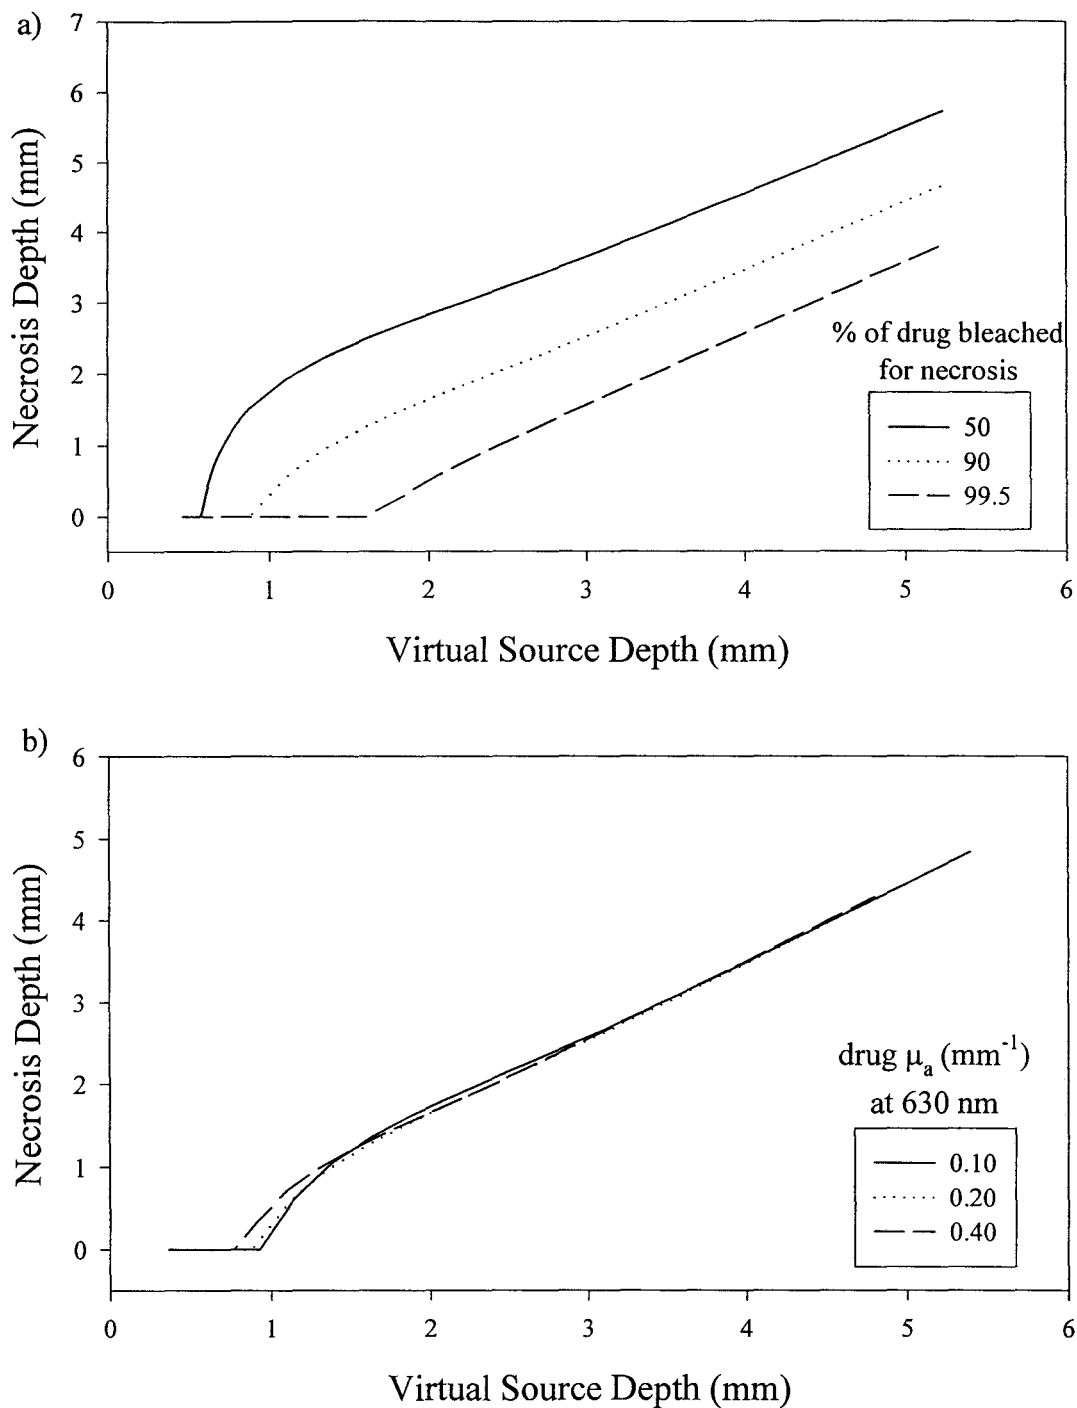 a)
7
6
5
4
3
2
1
0
Necrosis Depth (mm)
% of drug bleached
for necrosis
50
90
99.5
0 1 2 3 4 5 6
Virtual Source Depth (mm)
b)
6
5
4
3
2
1
0
Necrosis Depth (mm)
drug μa (mm-1)
at 630 nm
0.10
0.20
0.40
0 1 2 3 4 5 6
Virtual Source Depth (mm)